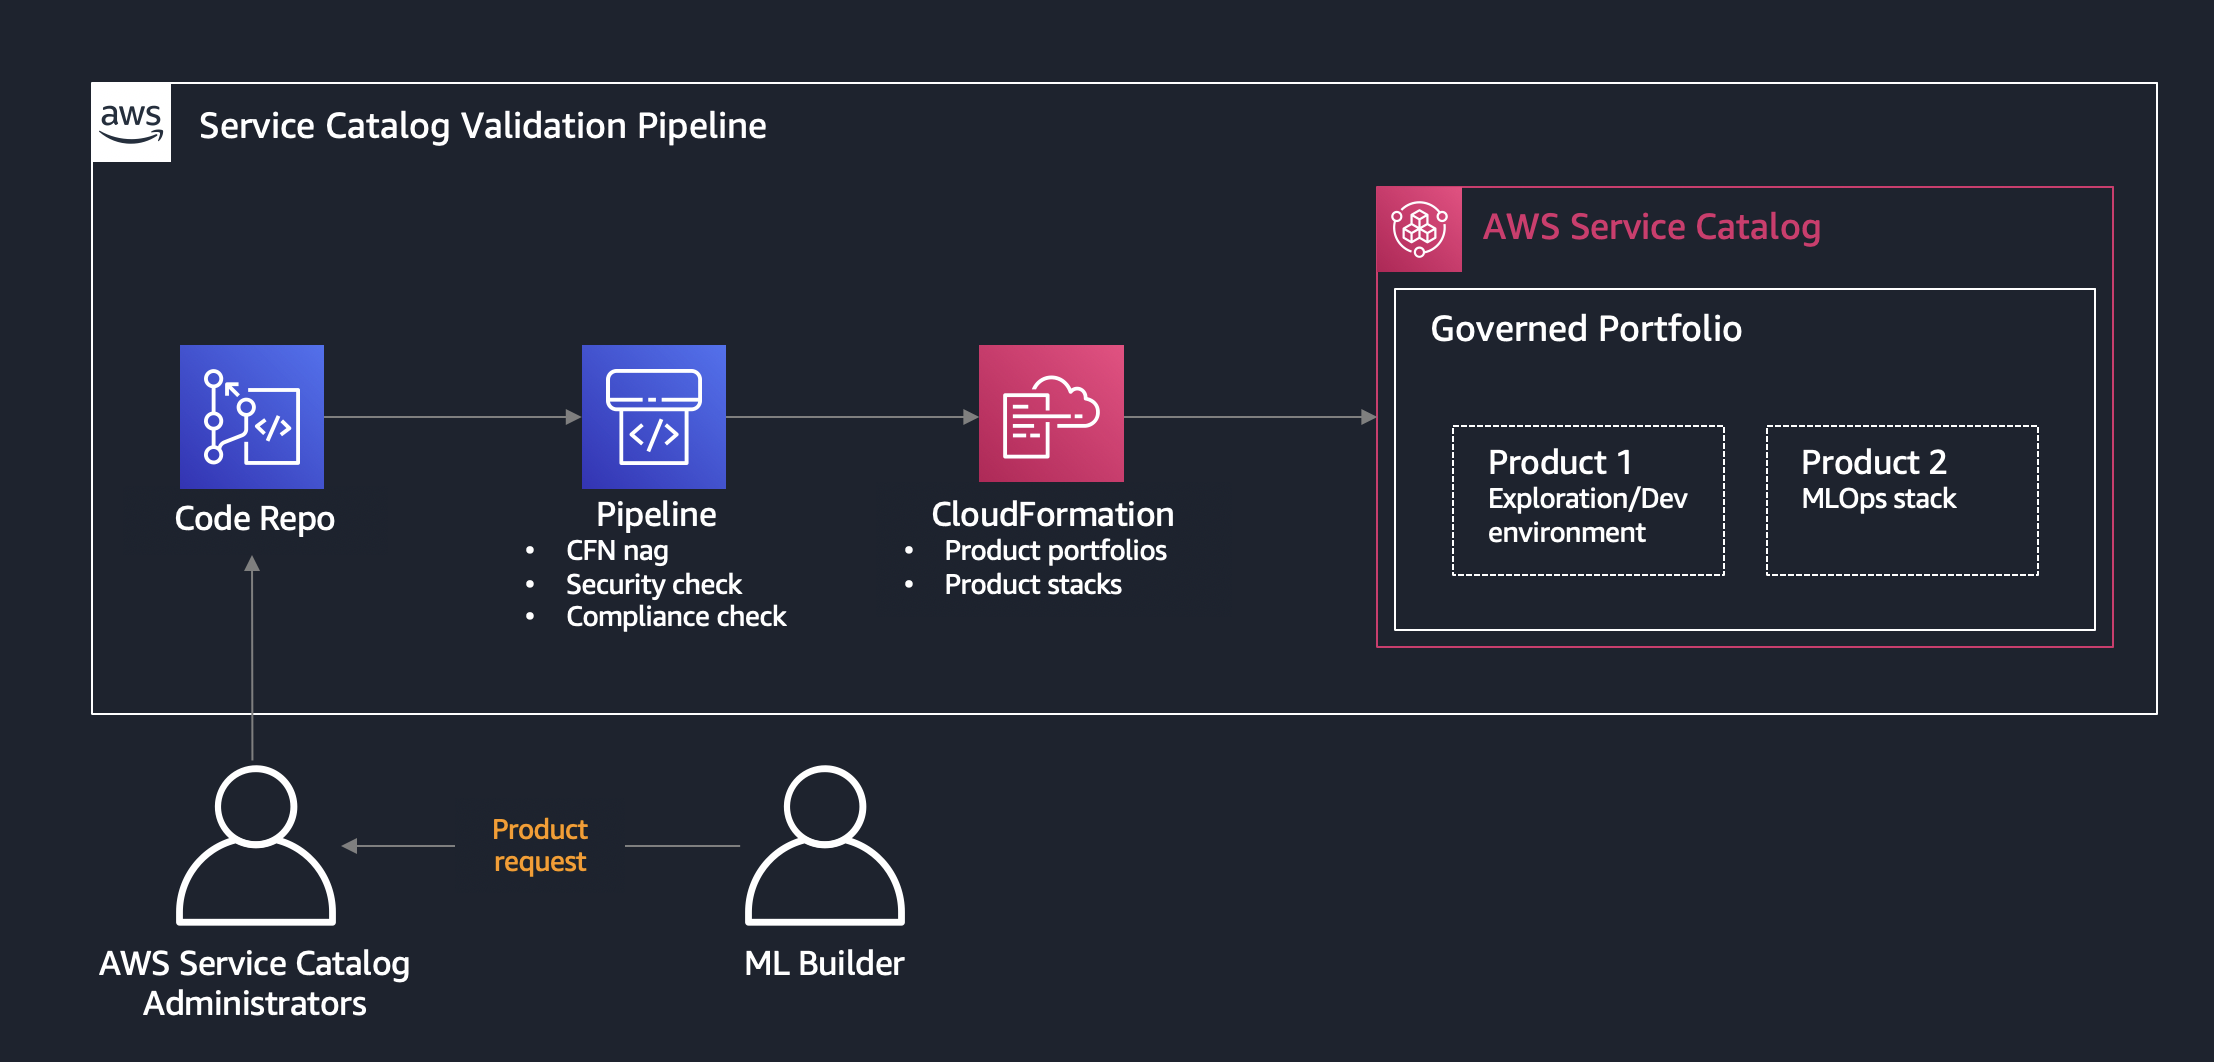 aws
Service Catalog Validation Pipeline
AWS Service Catalog
Governed Portfolio
Product 1
Exploration/Dev
environment
Product 2
MLOps stack
Code Repo
Pipeline
• CFN nag
• Security check
• Compliance check
CloudFormation
• Product portfolios
• Product stacks
Product
request
AWS Service Catalog
Administrators
ML Builder